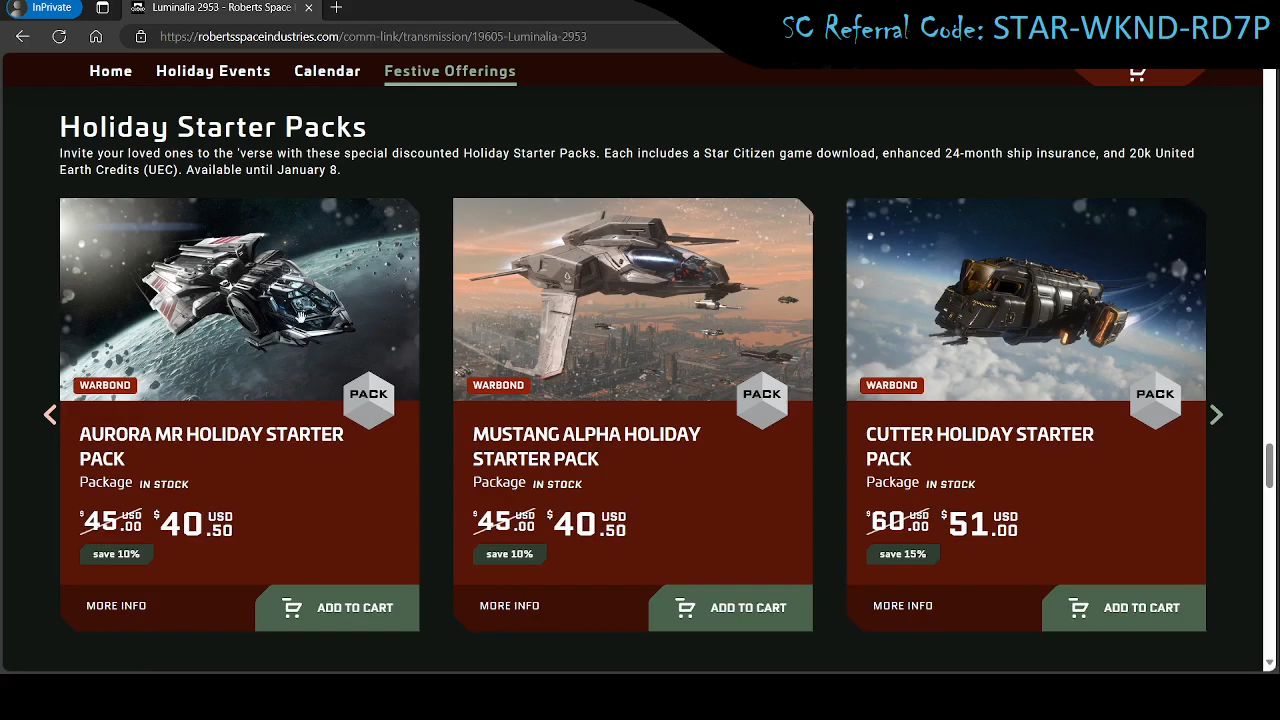 InPrivate
Luminalia 2953 - Roberts Space
SC Referral Code: STAR-WKND-RD7P
https://robertsspaceindustries.com/comm-link/transmission/19605-Luminalia-2953
Home Holiday Events Calendar Festive Offerings
Holiday Starter Packs
Invite your loved ones to the 'verse with these special discounted Holiday Starter Packs. Each includes a Star Citizen game download, enhanced 24-month ship insurance, and 20k United
Earth Credits (UEC). Available until January 8.
WARBOND
PACK
AURORA MR HOLIDAY STARTER
PACK
Package IN STOCK
$45.00 USD $40.50 USD
save 10%
MORE INFO
ADD TO CART
WARBOND
PACK
MUSTANG ALPHA HOLIDAY
STARTER PACK
Package IN STOCK
$45.00 USD $40.50 USD
save 10%
MORE INFO
ADD TO CART
WARBOND
PACK
CUTTER HOLIDAY STARTER
PACK
Package IN STOCK
$60.00 USD $51.00 USD
save 15%
MORE INFO
ADD TO CART